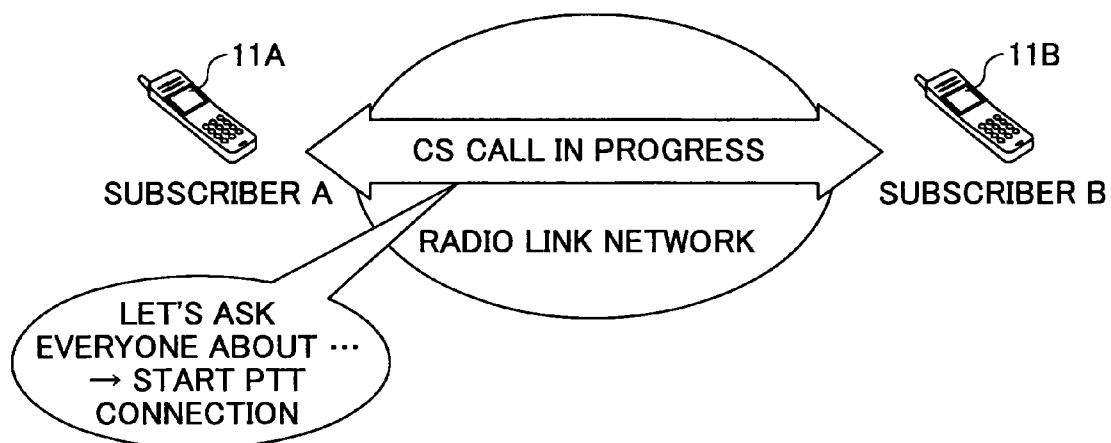 11A
11B
CS CALL IN PROGRESS
SUBSCRIBER A
SUBSCRIBER B
RADIO LINK NETWORK
LET'S ASK
EVERYONE ABOUT ⋯
→ START PTT
CONNECTION